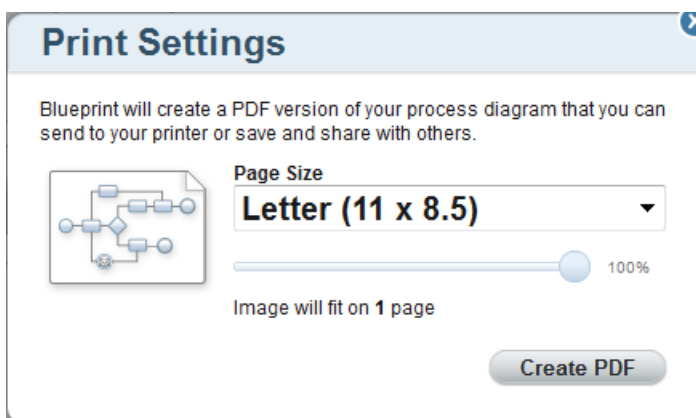 Print Settings
Blueprint will create a PDF version of your process diagram that you can
send to your printer or save and share with others.
Page Size
Letter (11 x 8.5)
100%
Image will fit on 1 page
Create PDF